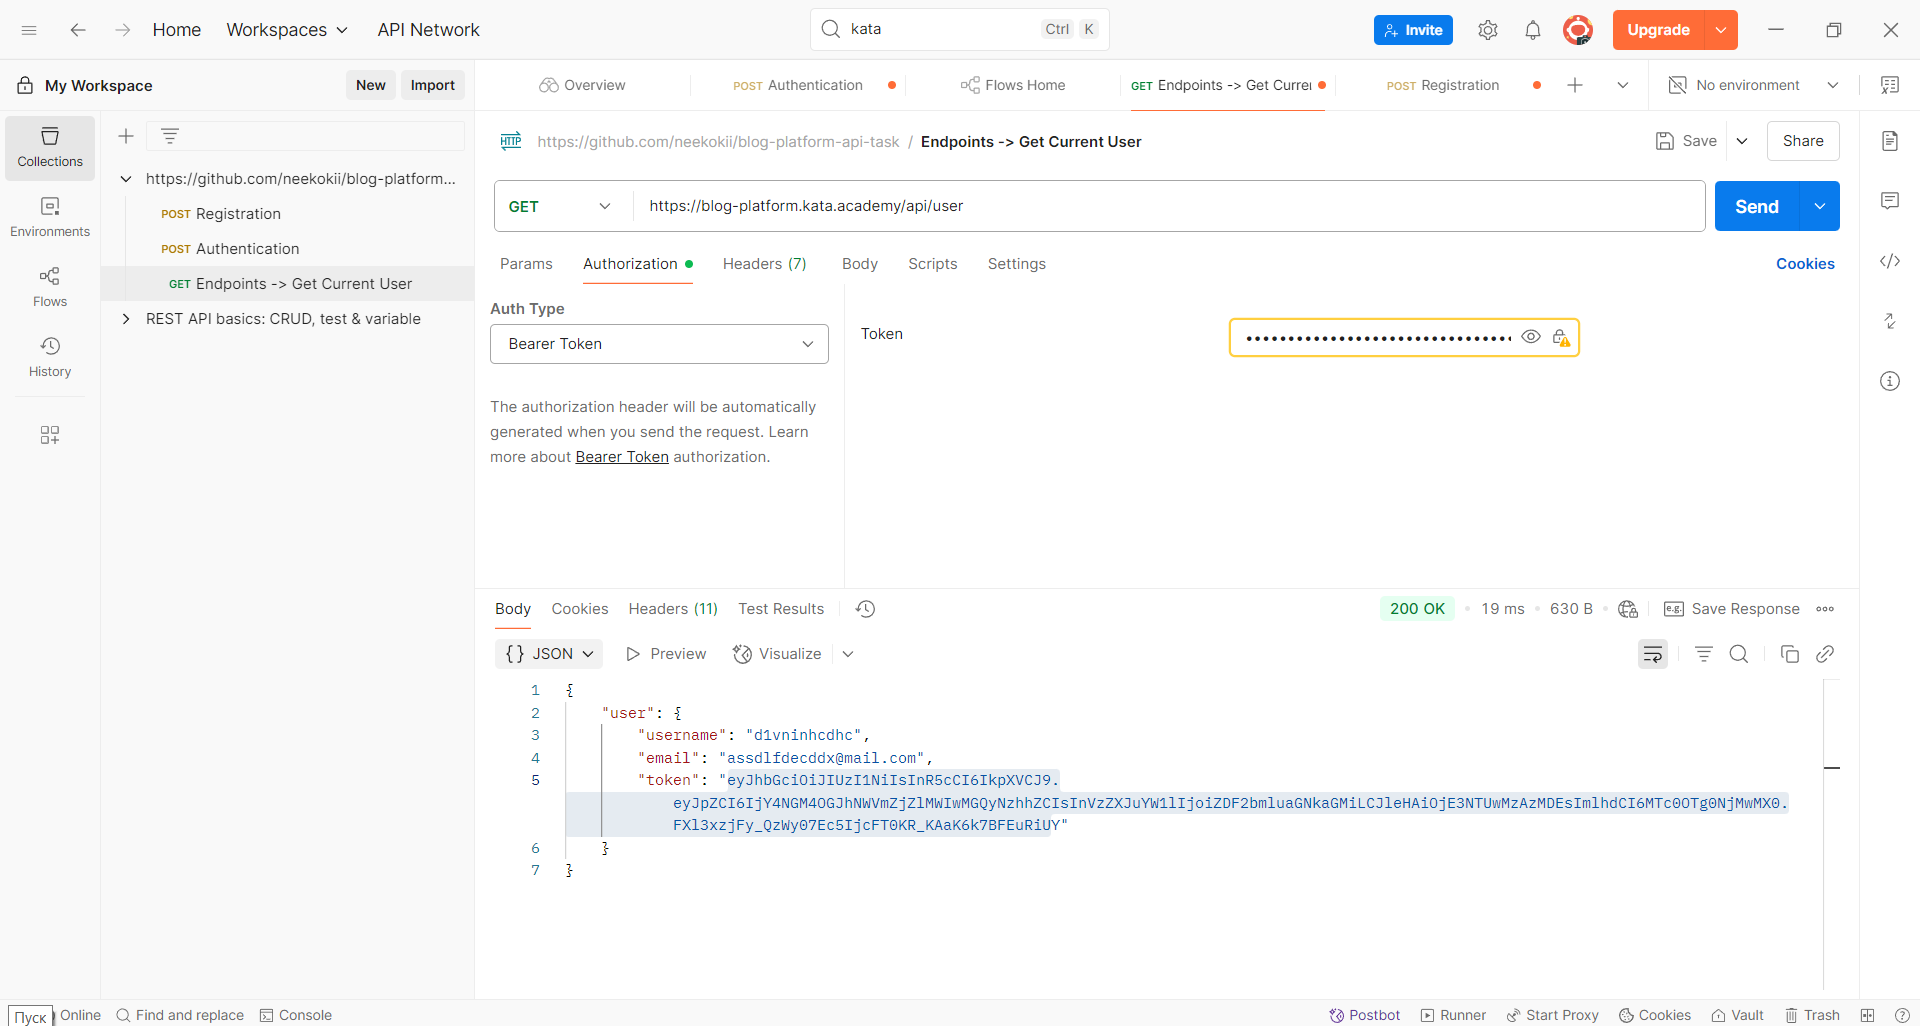 Home Workspaces API Network kata Ctrl K Invite Upgrade
My Workspace New Import Overview POST Authentication Flows Home GET Endpoints -> Get Curre POST Registration No environment
Collections
Environments
Flows
History
https://github.com/neekokii/blog-platform...
POST Registration
POST Authentication
GET Endpoints -> Get Current User
REST API basics: CRUD, test & variable
HTTP https://github.com/neekokii/blog-platform-api-task / Endpoints -> Get Current User Save Share
GET https://blog-platform.kata.academy/api/user Send
Params Authorization Headers (7) Body Scripts Settings Cookies
Auth Type
Bearer Token
Token
The authorization header will be automatically
generated when you send the request. Learn
more about Bearer Token authorization.
Body Cookies Headers (11) Test Results 200 OK 19 ms 630 B e.g. Save Response
{} JSON Preview Visualize
1 {
2 "user": {
3 "username": "d1vninhcdhc",
4 "email": "assdlfdecddx@mail.com",
5 "token": "eyJhbGciOiJIUzI1NiIsInR5cCI6IkpXVCJ9.
eyJpZCI6IjY4NGM4OGJhNWVmZjZlMWIwMGQyNzhhZCIsInVzZXJuYW1lIjoiZDF2bmluaGNkaGMiLCJleHAiOjE3NTUwMzAzMDEsImlhdCI6MTc0OTg0NjMwMX0.
FXl3xzjFy_QzWy07Ec5IjcFT0KR_KAaK6k7BFEuRiUY"
6 }
7 }
Пуск Online Find and replace Console Postbot Runner Start Proxy Cookies Vault Trash